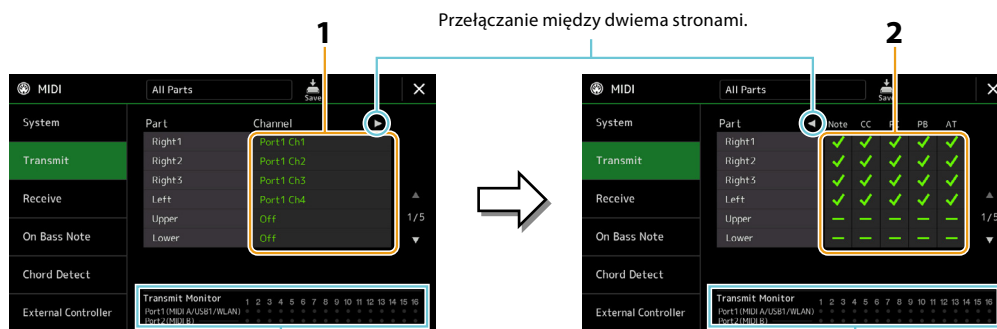 Przełączanie między dwiema stronami.
1
2
MIDI
All Parts
Save
System
Transmit
Receive
On Bass Note
Chord Detect
External Controller
Part Channel
Right1 Port1 Ch1
Right2 Port1 Ch2
Right3 Port1 Ch3
Left Port1 Ch4
Upper Off
Lower Off
1/5
Transmit Monitor 1 2 3 4 5 6 7 8 9 10 11 12 13 14 15 16
Port1(MIDI A/USB1/WLAN)
Port2(MIDI B)
MIDI
All Parts
Save
System
Transmit
Receive
On Bass Note
Chord Detect
External Controller
Part Note CC PC PB AT
Right1
Right2
Right3
Left
Upper
Lower
1/5
Transmit Monitor 1 2 3 4 5 6 7 8 9 10 11 12 13 14 15 16
Port1(MIDI A/USB1/WLAN)
Port2(MIDI B)